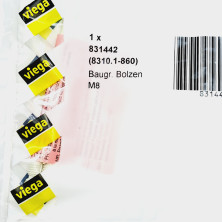 viega
viega
viega
viega
1 x
831442
(8310.1-860)
Baugr. Bolzen
M8
83144